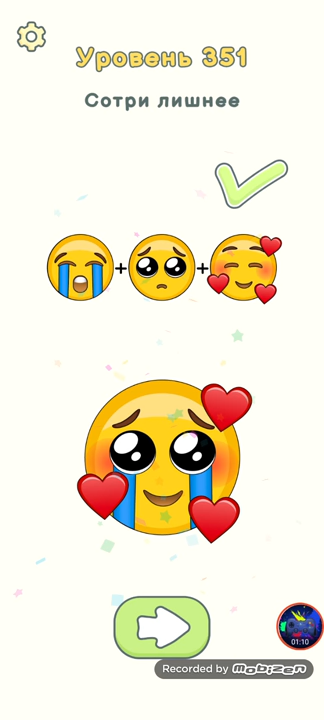 Уровень 351
Сотри лишнее
+ +
01:10
Recorded by mobizen